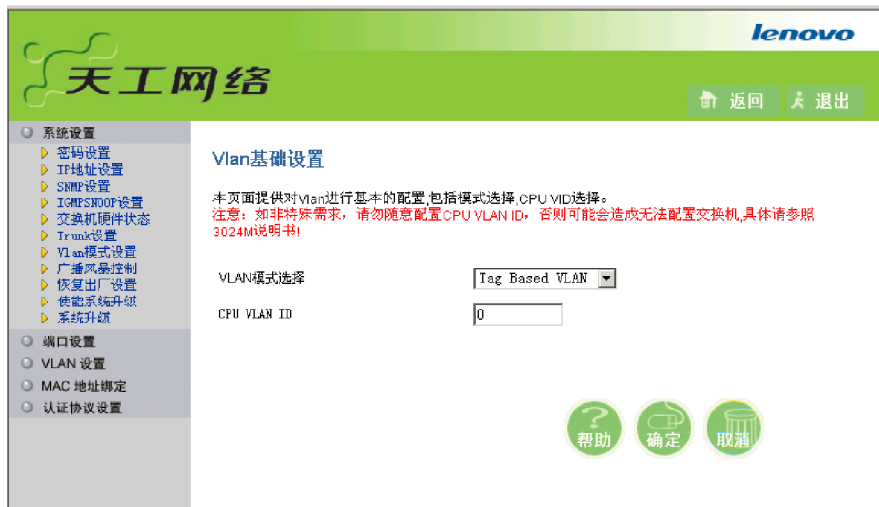 lenovo
天工网络
返回 退出
系统设置
密码设置
IP地址设置
SNMP设置
IGMPSNOOP设置
交换机硬件状态
Trunk设置
Vlan模式设置
广播风暴控制
恢复出厂设置
使能系统升级
系统升级
端口设置
VLAN 设置
MAC 地址绑定
认证协议设置
Vlan基础设置
本页面提供对Vlan进行基本的配置,包括模式选择,CPU VID选择。
注意：如非特殊需求，请勿随意配置CPU VLAN ID，否则可能会造成无法配置交换机,具体请参照
3024M说明书!
VLAN模式选择 Tag Based VLAN
CPU VLAN ID 0
帮助 确定 取消